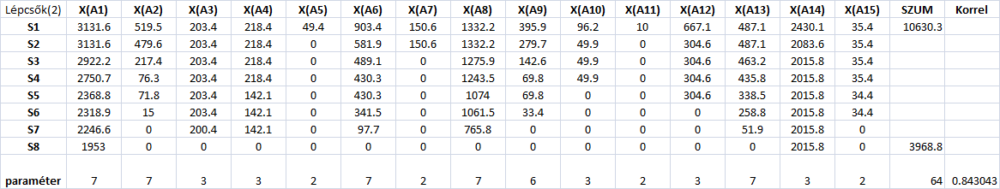 Lépcsők(2) X(A1) X(A2) X(A3) X(A4) X(A5) X(A6) X(A7) X(A8) X(A9) X(A10) X(A11) X(A12) X(A13) X(A14) X(A15) SZUM Korrel
S1 3131.6 519.5 203.4 218.4 49.4 903.4 150.6 1332.2 395.9 96.2 10 667.1 487.1 2430.1 35.4 10630.3
S2 3131.6 479.6 203.4 218.4 0 581.9 150.6 1332.2 279.7 49.9 0 304.6 487.1 2083.6 35.4
S3 2922.2 217.4 203.4 218.4 0 489.1 0 1275.9 142.6 49.9 0 304.6 463.2 2015.8 35.4
S4 2750.7 76.3 203.4 218.4 0 430.3 0 1243.5 69.8 49.9 0 304.6 435.8 2015.8 35.4
S5 2368.8 71.8 203.4 142.1 0 430.3 0 1074 69.8 0 0 304.6 338.5 2015.8 34.4
S6 2318.9 15 203.4 142.1 0 341.5 0 1061.5 33.4 0 0 0 258.8 2015.8 34.4
S7 2246.6 0 200.4 142.1 0 97.7 0 765.8 0 0 0 0 51.9 2015.8 0
S8 1953 0 0 0 0 0 0 0 0 0 0 0 0 2015.8 0 3968.8
paraméter 7 7 3 3 2 7 2 7 6 3 2 3 7 3 2 64 0.843043